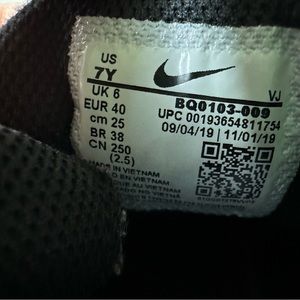 US
7Y
UK 6
EUR 40
cm 25
BR 38
CN 250
(2.5)
VJ
BQ0103-009
UPC 00193654811754
09/04/19 | 11/01/19
MADE IN VIETNAM